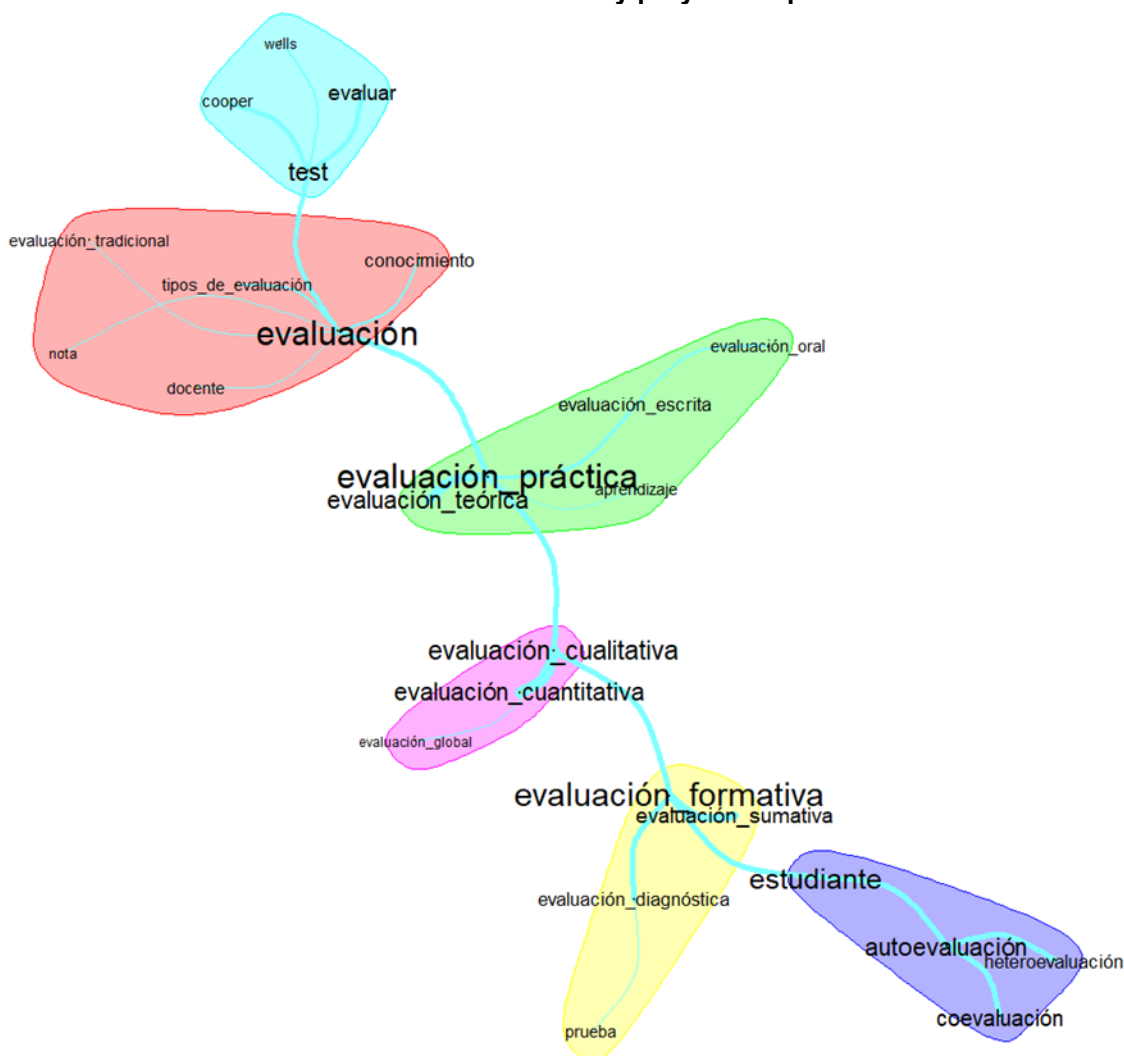 wells
cooper
evaluar
test
evaluación_tradicional
conocimiento
tipos_de_evaluación
evaluación
nota
docente
evaluación_oral
evaluación_escrita
evaluación_práctica
evaluación_teórica
aprendizaje
evaluación_cualitativa
evaluación_cuantitativa
evaluación_global
evaluación_formativa
evaluación_sumativa
estudiante
evaluación_diagnóstica
autoevaluación
heteroevaluación
coevaluación
prueba